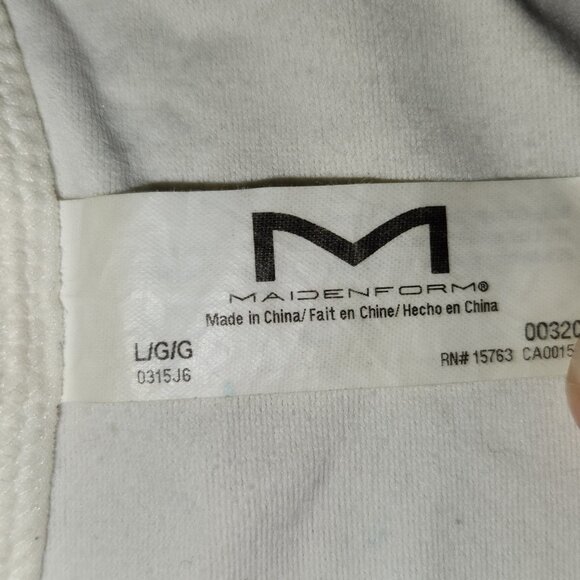 M
MAIDENFORM®
Made in China/ Fait en Chine/ Hecho en China
L/G/G 00320
0315J6 RN# 15763 CA0015